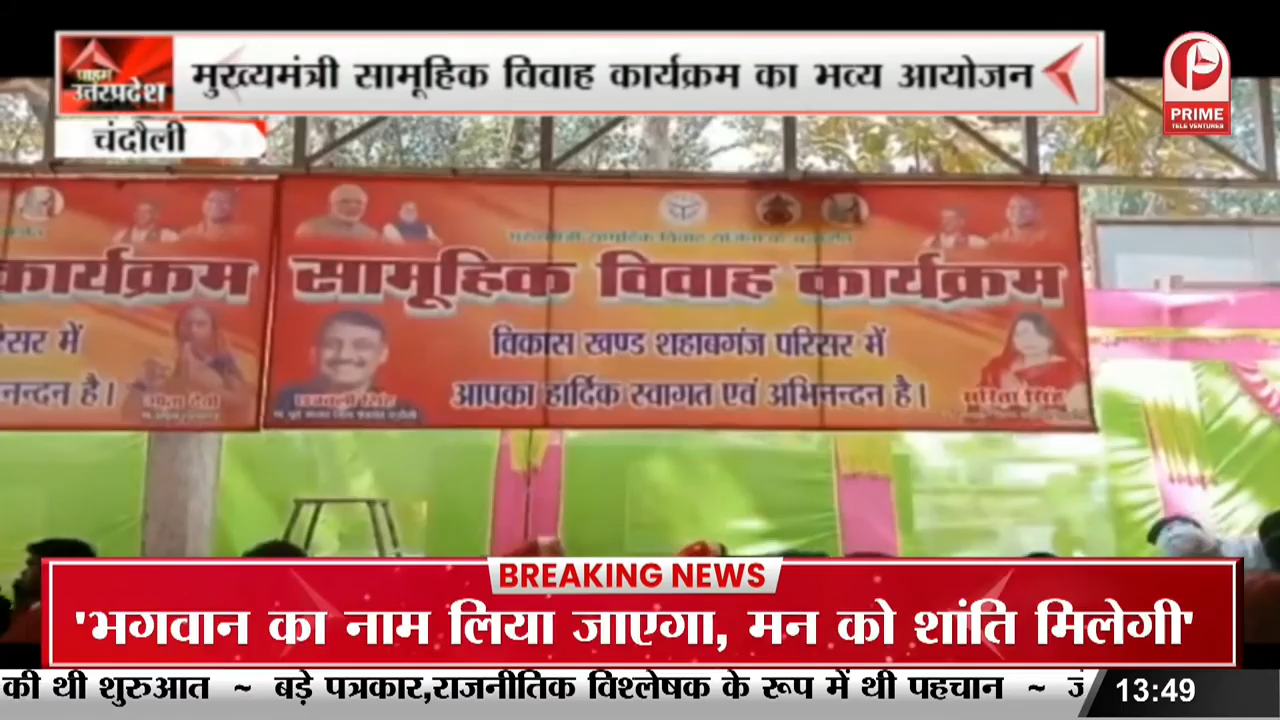 मुख्यमंत्री सामूहिक विवाह कार्यक्रम का भव्य आयोजन
प्राइम
उत्तरप्रदेश
PRIME
TELE VENTURES
चंदौली
कार्यक्रम
सामूहिक विवाह कार्यक्रम
विकास खण्ड शहाबगंज परिसर में
आपका हार्दिक स्वागत एवं अभिनन्दन है।
BREAKING NEWS
'भगवान का नाम लिया जाएगा, मन को शांति मिलेगी'
की थी शुरुआत ~ बड़े पत्रकार,राजनीतिक विश्लेषक के रूप में थी पहचान ~
13:49